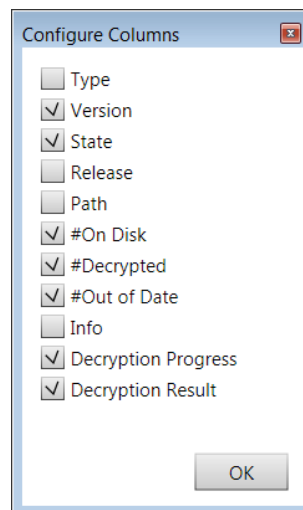 Configure Columns
Type
Version
State
Release
Path
#On Disk
#Decrypted
#Out of Date
Info
Decryption Progress
Decryption Result
OK